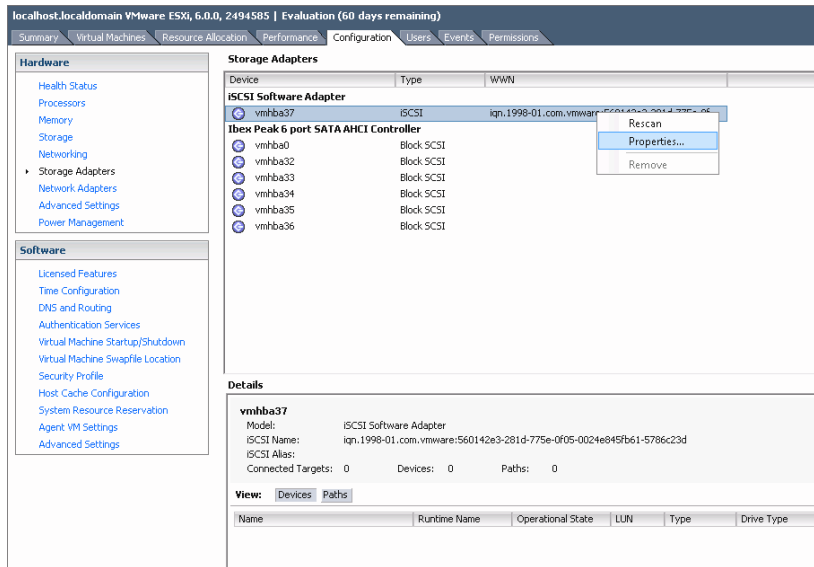 localhost.localdomain VMware ESXi, 6.0.0, 2494585 | Evaluation (60 days remaining)
Summary Virtual Machines Resource Allocation Performance Configuration Users Events Permissions
Hardware
Health Status
Processors
Memory
Storage
Networking
Storage Adapters
Network Adapters
Advanced Settings
Power Management
Software
Licensed Features
Time Configuration
DNS and Routing
Authentication Services
Virtual Machine Startup/Shutdown
Virtual Machine Swapfile Location
Security Profile
Host Cache Configuration
System Resource Reservation
Agent VM Settings
Advanced Settings
Storage Adapters
Device Type WWN
iSCSI Software Adapter
vmhba37 iSCSI iqn.1998-01.com.vmware:560142e3-281d-775e-0f
Ibex Peak 6 port SATA AHCI Controller
vmhba0 Block SCSI
vmhba32 Block SCSI
vmhba33 Block SCSI
vmhba34 Block SCSI
vmhba35 Block SCSI
vmhba36 Block SCSI
Rescan
Properties...
Remove
Details
vmhba37
Model: iSCSI Software Adapter
iSCSI Name: iqn.1998-01.com.vmware:560142e3-281d-775e-0f05-0024e845fb61-5786c23d
iSCSI Alias:
Connected Targets: 0 Devices: 0 Paths: 0
View: Devices Paths
Name Runtime Name Operational State LUN Type Drive Type